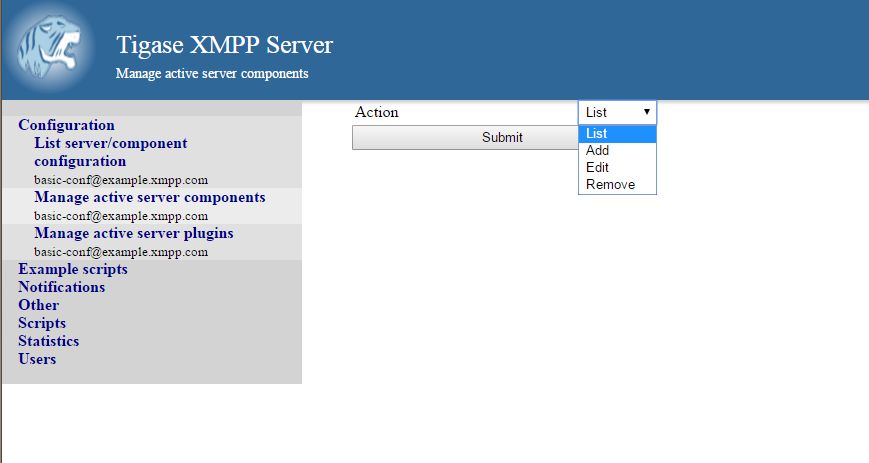 Tigase XMPP Server
Manage active server components
Configuration
List server/component
configuration
basic-conf@example.xmpp.com
Manage active server components
basic-conf@example.xmpp.com
Manage active server plugins
basic-conf@example.xmpp.com
Example scripts
Notifications
Other
Scripts
Statistics
Users
Action
List
Submit
List
Add
Edit
Remove